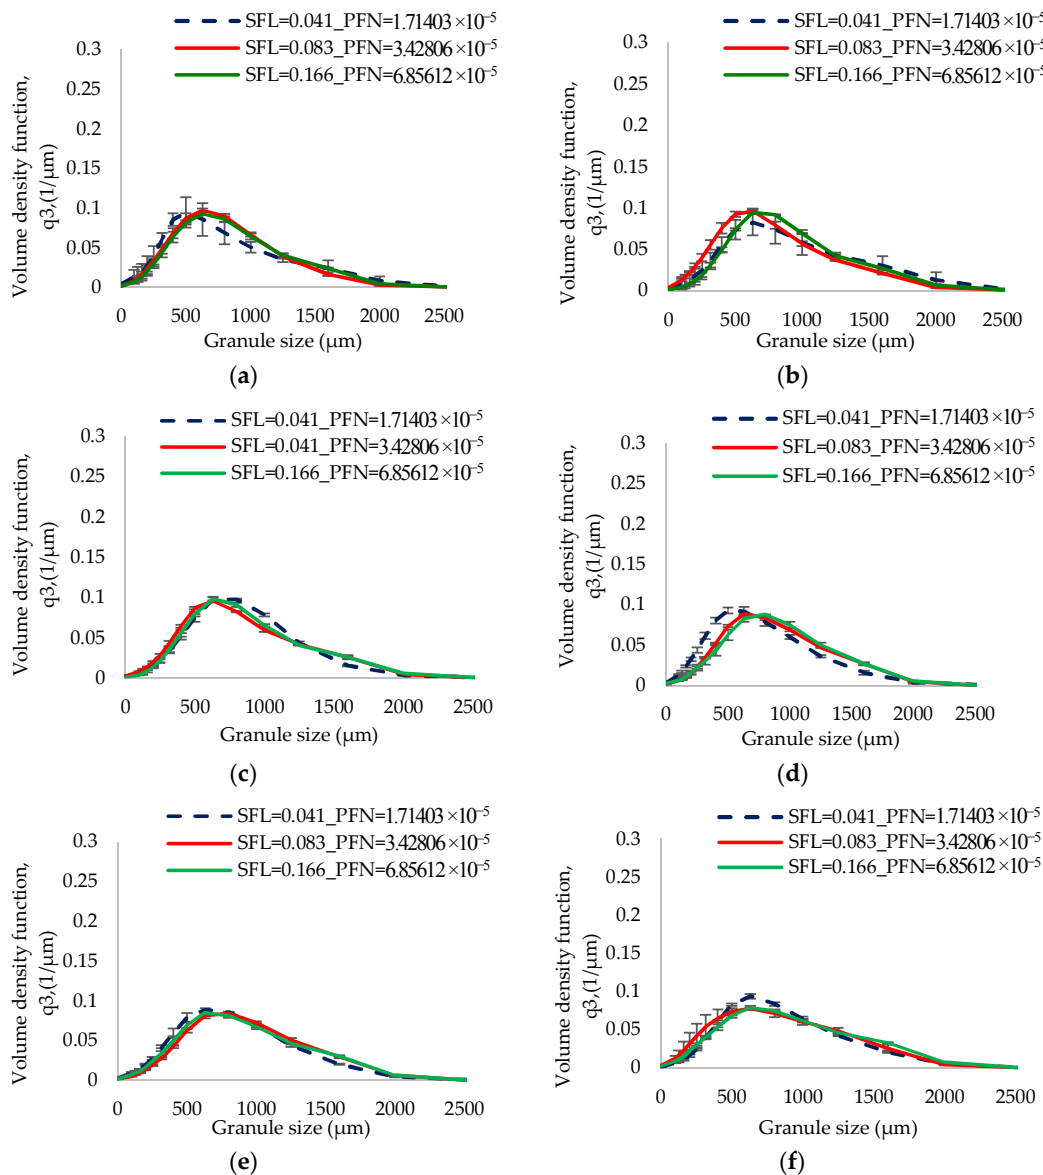 SFL=0.041_PFN=1.71403×10⁻⁵
SFL=0.083_PFN=3.42806×10⁻⁵
SFL=0.166_PFN=6.85612×10⁻⁵
Volume density function,
q3,(1/μm)
0.3
0.25
0.2
0.15
0.1
0.05
0
0 500 1000 1500 2000 2500
Granule size (μm)
(a)
SFL=0.041_PFN=1.71403×10⁻⁵
SFL=0.083_PFN=3.42806×10⁻⁵
SFL=0.166_PFN=6.85612×10⁻⁵
Volume density function,
q3,(1/μm)
0.3
0.25
0.2
0.15
0.1
0.05
0
0 500 1000 1500 2000 2500
Granule size (μm)
(b)
SFL=0.041_PFN=1.71403×10⁻⁵
SFL=0.041_PFN=3.42806×10⁻⁵
SFL=0.166_PFN=6.85612×10⁻⁵
Volume density function,
q3,(1/μm)
0.3
0.25
0.2
0.15
0.1
0.05
0
0 500 1000 1500 2000 2500
Granule size (μm)
(c)
SFL=0.041_PFN=1.71403×10⁻⁵
SFL=0.083_PFN=3.42806×10⁻⁵
SFL=0.166_PFN=6.85612×10⁻⁵
Volume density function,
q3,(1/μm)
0.3
0.25
0.2
0.15
0.1
0.05
0
0 500 1000 1500 2000 2500
Granule size (μm)
(d)
SFL=0.041_PFN=1.71403×10⁻⁵
SFL=0.083_PFN=3.42806×10⁻⁵
SFL=0.166_PFN=6.85612×10⁻⁵
Volume density function,
q3,(1/μm)
0.3
0.25
0.2
0.15
0.1
0.05
0
0 500 1000 1500 2000 2500
Granule size (μm)
(e)
SFL=0.041_PFN=1.71403×10⁻⁵
SFL=0.083_PFN=3.42806×10⁻⁵
SFL=0.166_PFN=6.85612×10⁻⁵
Volume density function,
q3,(1/μm)
0.3
0.25
0.2
0.15
0.1
0.05
0
0 500 1000 1500 2000 2500
Granule size (μm)
(f)